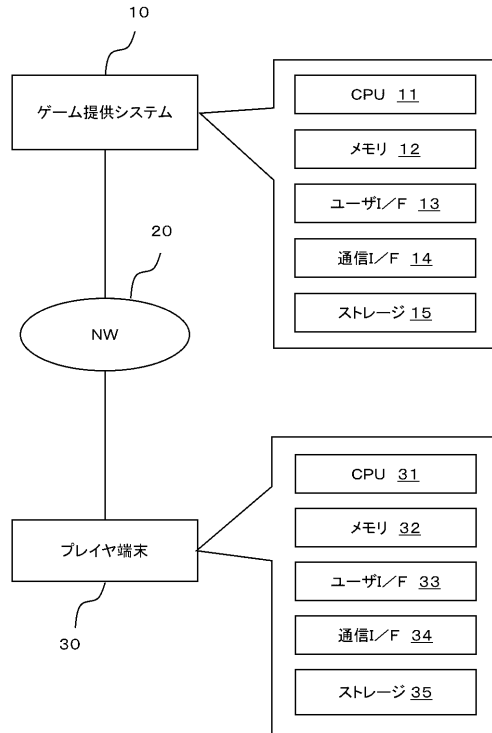 10
ゲーム提供システム
CPU 11
メモリ 12
ユーザI／F 13
通信I／F 14
ストレージ 15
20
NW
プレイヤ端末
30
CPU 31
メモリ 32
ユーザI／F 33
通信I／F 34
ストレージ 35